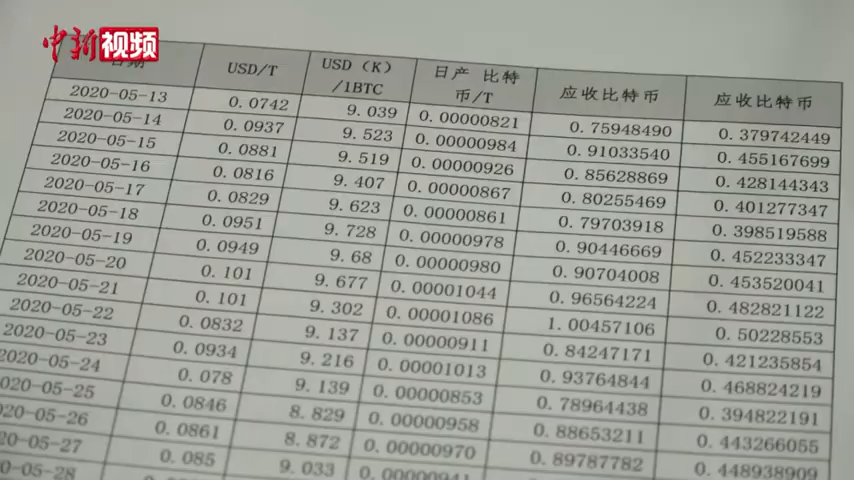 中新视频
日期 USD/T USD（K）/1BTC 日产 比特币/T 应收比特币 应收比特币
2020-05-13 0.0742 9.039 0.00000821 0.75948490 0.379742449
2020-05-14 0.0937 9.523 0.00000984 0.91033540 0.455167699
2020-05-15 0.0881 9.519 0.00000926 0.85628869 0.428144343
2020-05-16 0.0816 9.407 0.00000867 0.80255469 0.401277347
2020-05-17 0.0829 9.623 0.00000861 0.79703918 0.398519588
2020-05-18 0.0951 9.728 0.00000978 0.90446669 0.452233347
2020-05-19 0.0949 9.68 0.00000980 0.90704008 0.453520041
2020-05-20 0.101 9.677 0.00001044 0.96564224 0.482821122
2020-05-21 0.101 9.302 0.00001086 1.00457106 0.50228553
2020-05-22 0.0832 9.137 0.00000911 0.84247171 0.421235854
2020-05-23 0.0934 9.216 0.00001013 0.93764844 0.468824219
2020-05-24 0.078 9.139 0.00000853 0.78964438 0.394822191
2020-05-25 0.0846 8.829 0.00000958 0.88653211 0.443266055
2020-05-26 0.0861 8.872 0.00000970 0.89787782 0.448938909
0-05-27 0.085 9.033
0-05-28